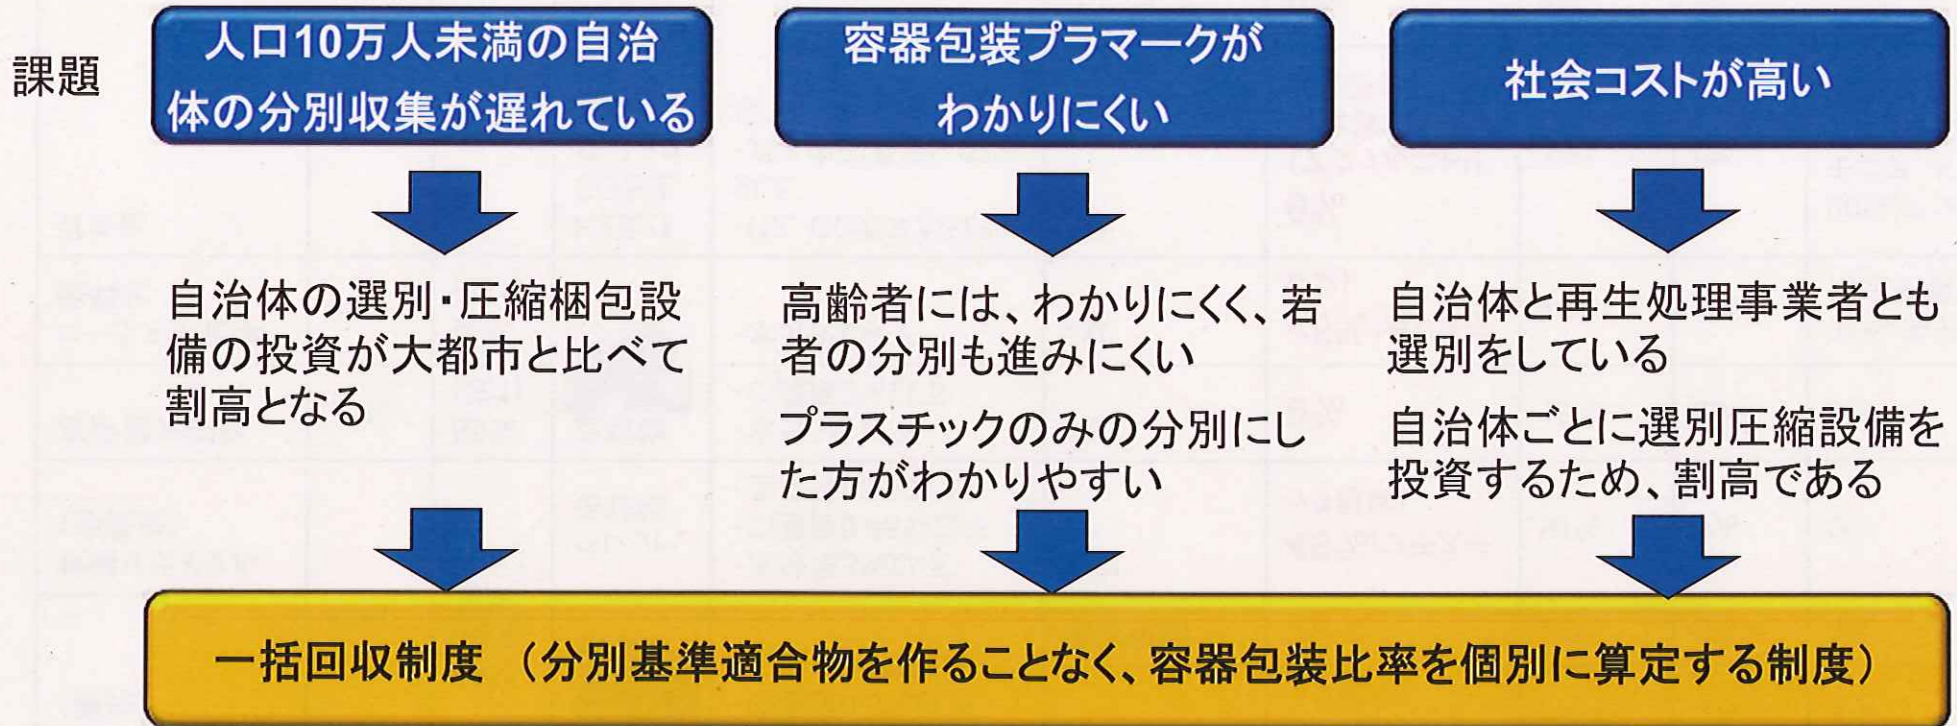 課題
人口10万人未満の自治
体の分別収集が遅れている
容器包装プラマークが
わかりにくい
社会コストが高い
自治体の選別・圧縮梱包設
備の投資が大都市と比べて
割高となる
高齢者には、わかりにくく、若
者の分別も進みにくい
プラスチックのみの分別にし
た方がわかりやすい
自治体と再生処理事業者とも
選別をしている
自治体ごとに選別圧縮設備を
投資するため、割高である
一括回収制度 （分別基準適合物を作ることなく、容器包装比率を個別に算定する制度）